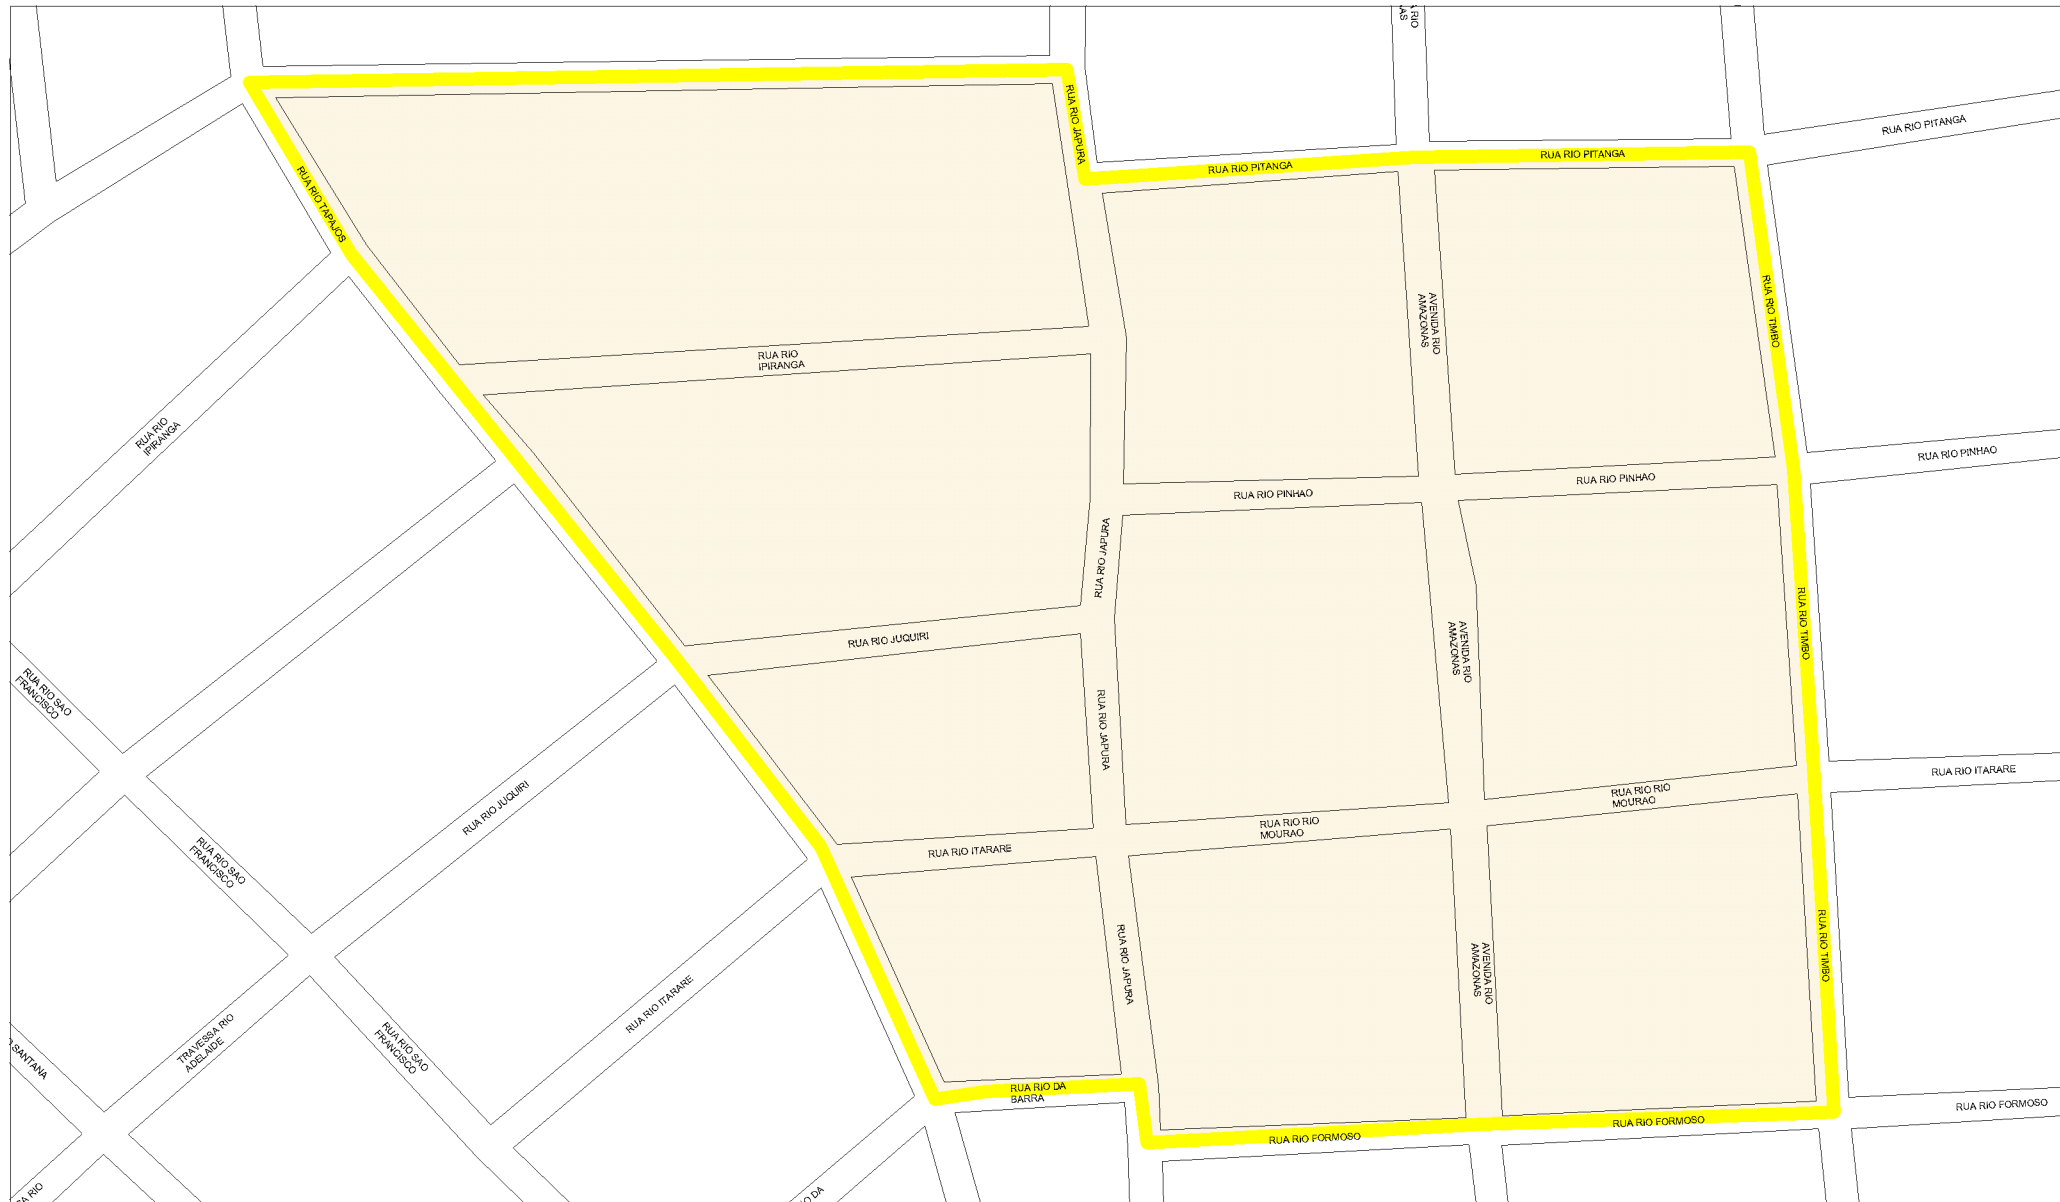 RIO
AS
RUA RIO PITANGA
RUA RIO JAPURA
RUA RIO PITANGA
RUA RIO PITANGA
RUA RIO TAPAJOS
RUA RIO TIMBO
AVENIDA RIO
AMAZONAS
RUA RIO
IPIRANGA
RUA RIO
IPIRANGA
RUA RIO PINHAO
RUA RIO PINHAO
RUA RIO PINHAO
RUA RIO JAPURA
RUA RIO JUQUIRI
AVENIDA RIO
AMAZONAS
RUA RIO TIMBO
RUA RIO SAO
FRANCISCO
RUA RIO JAPURA
RUA RIO ITARARE
RUA RIO RIO
MOURAO
RUA RIO JUQUIRI
RUA RIO RIO
MOURAO
RUA RIO ITARARE
RUA RIO SAO
FRANCISCO
RUA RIO JAPURA
AVENIDA RIO
AMAZONAS
RUA RIO TIMBO
RUA RIO ITARARE
TRAVESSA RIO
ADELAIDE
RUA RIO SAO
FRANCISCO
SANTANA
RUA RIO DA
BARRA
RUA RIO FORMOSO
RUA RIO FORMOSO
RUA RIO FORMOSO
RIO
DA